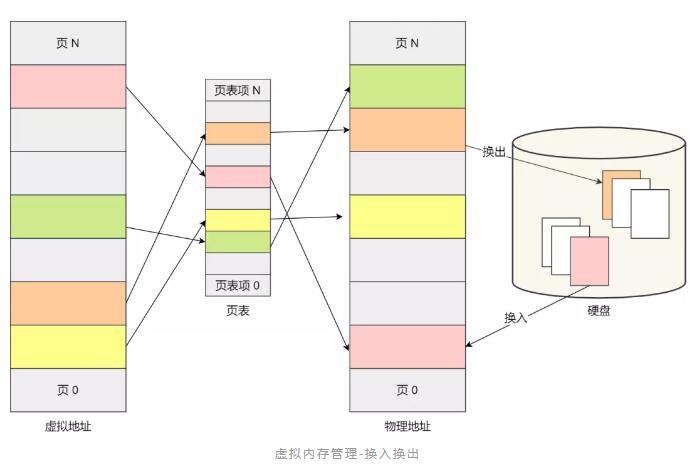 页 N
页 N
页表项 N
换出
页表项 0
换入
页表
硬盘
页 0
页 0
虚拟地址
物理地址
虚拟内存管理-换入换出